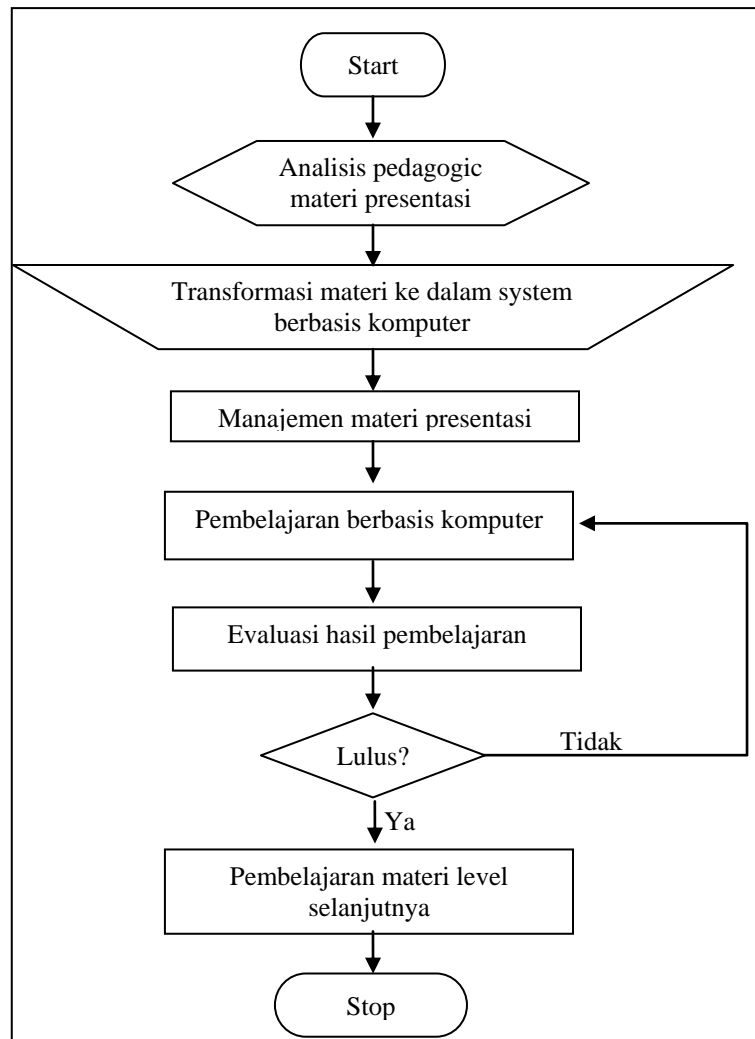 Start
Analisis pedagogic
materi presentasi
Transformasi materi ke dalam system
berbasis komputer
Manajemen materi presentasi
Pembelajaran berbasis komputer
Evaluasi hasil pembelajaran
Lulus?
Tidak
Ya
Pembelajaran materi level
selanjutnya
Stop